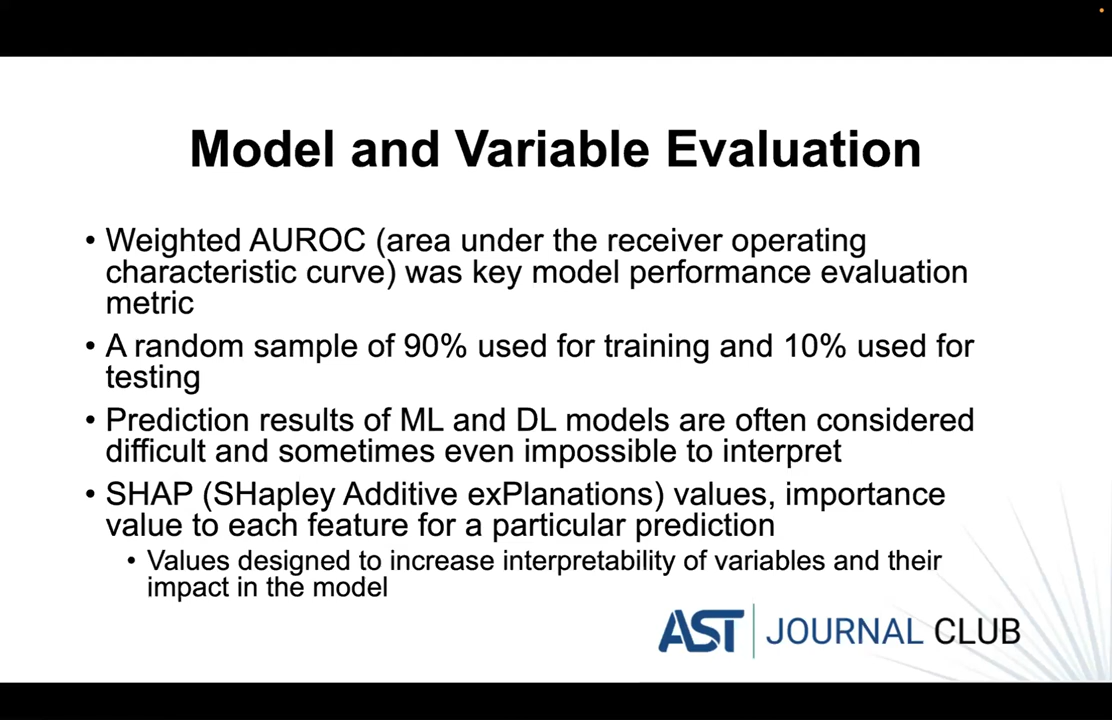 Model and Variable Evaluation
• Weighted AUROC (area under the receiver operating
characteristic curve) was key model performance evaluation
metric
• A random sample of 90% used for training and 10% used for
testing
• Prediction results of ML and DL models are often considered
difficult and sometimes even impossible to interpret
• SHAP (SHapley Additive exPlanations) values, importance
value to each feature for a particular prediction
• Values designed to increase interpretability of variables and their
impact in the model
AST JOURNAL CLUB